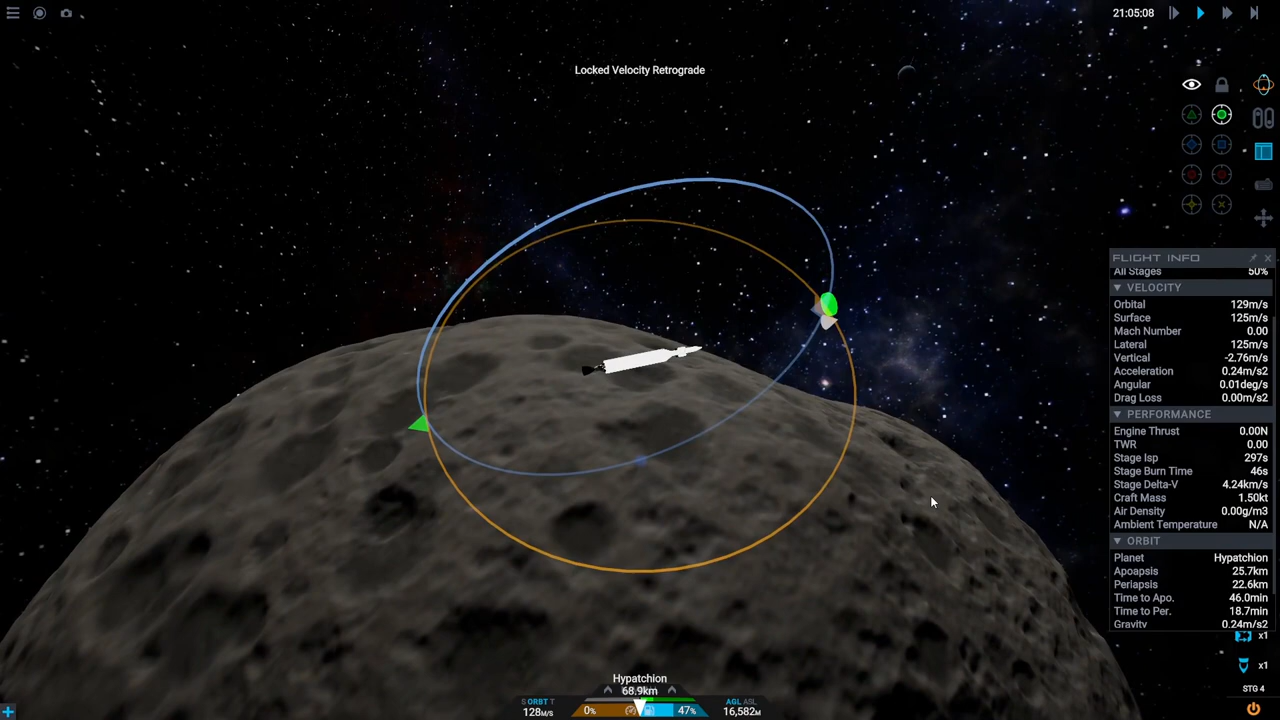 21:05:08
Locked Velocity Retrograde
FLIGHT INFO
All Stages 50%
VELOCITY
Orbital 129m/s
Surface 125m/s
Mach Number 0.00
Lateral 125m/s
Vertical -2.76m/s
Acceleration 0.24m/s2
Angular 0.01deg/s
Drag Loss 0.00m/s2
PERFORMANCE
Engine Thrust 0.00N
TWR 0.00
Stage Isp 297s
Stage Burn Time 46s
Stage Delta-V 4.24km/s
Craft Mass 1.50kt
Air Density 0.00g/m3
Ambient Temperature N/A
ORBIT
Planet Hypatchion
Apoapsis 25.7km
Periapsis 22.6km
Time to Apo. 46.0min
Time to Per. 18.7min
Gravity 0.24m/s2
x1
x1
STG 4
Hypatchion
68.9km
S ORBT T
AGL ASL
128M/S
0%
47%
16,582M